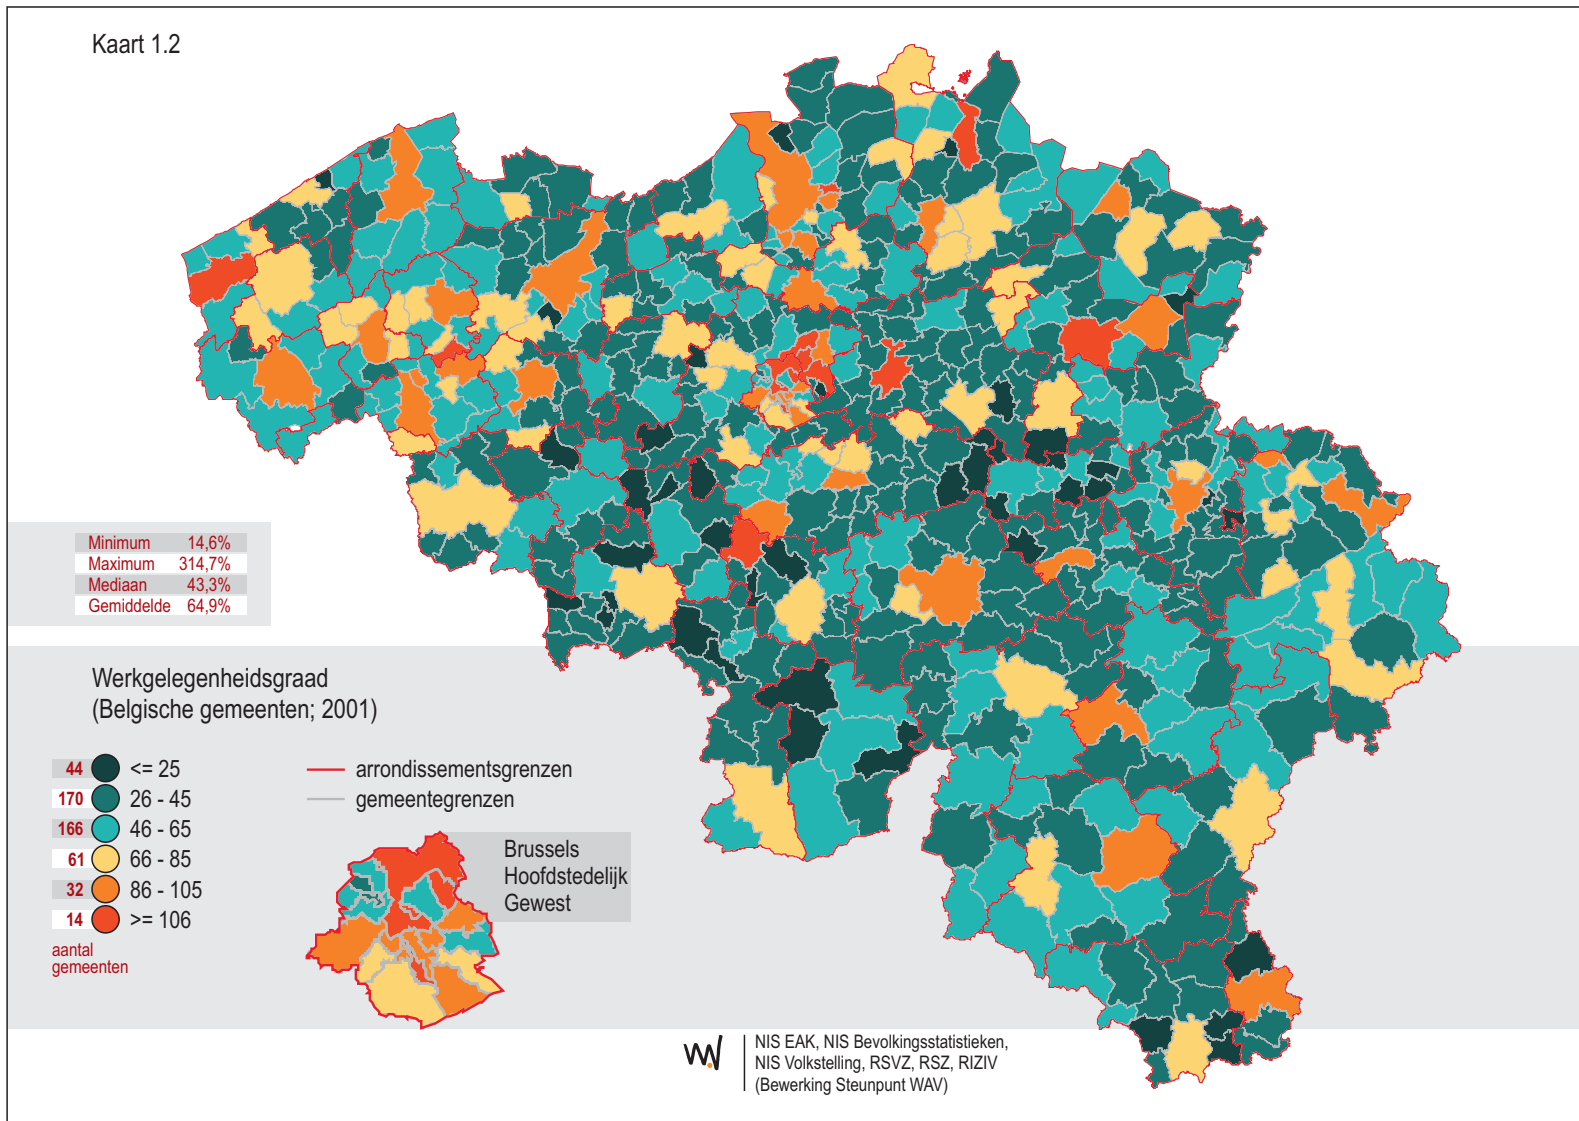 Kaart 1.2
Minimum 14,6%
Maximum 314,7%
Mediaan 43,3%
Gemiddelde 64,9%
Werkgelegenheidsgraad
(Belgische gemeenten; 2001)
44 <= 25
170 26 - 45
166 46 - 65
61 66 - 85
32 86 - 105
14 >= 106
aantal
gemeenten
arrondissementsgrenzen
gemeentegrenzen
Brussels
Hoofdstedelijk
Gewest
NIS EAK, NIS Bevolkingsstatistieken,
NIS Volkstelling, RSVZ, RSZ, RIZIV
(Bewerking Steunpunt WAV)